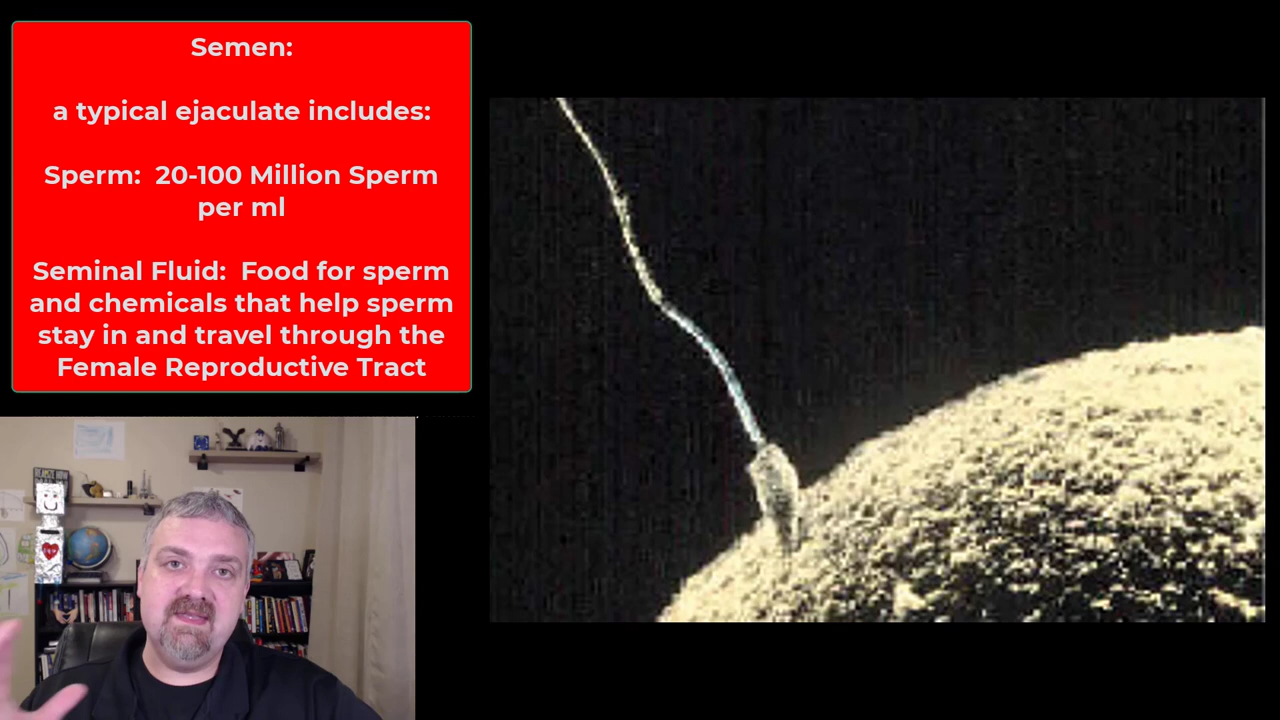 Semen:
a typical ejaculate includes:
Sperm:  20-100 Million Sperm
per ml
Seminal Fluid:  Food for sperm
and chemicals that help sperm
stay in and travel through the
Female Reproductive Tract